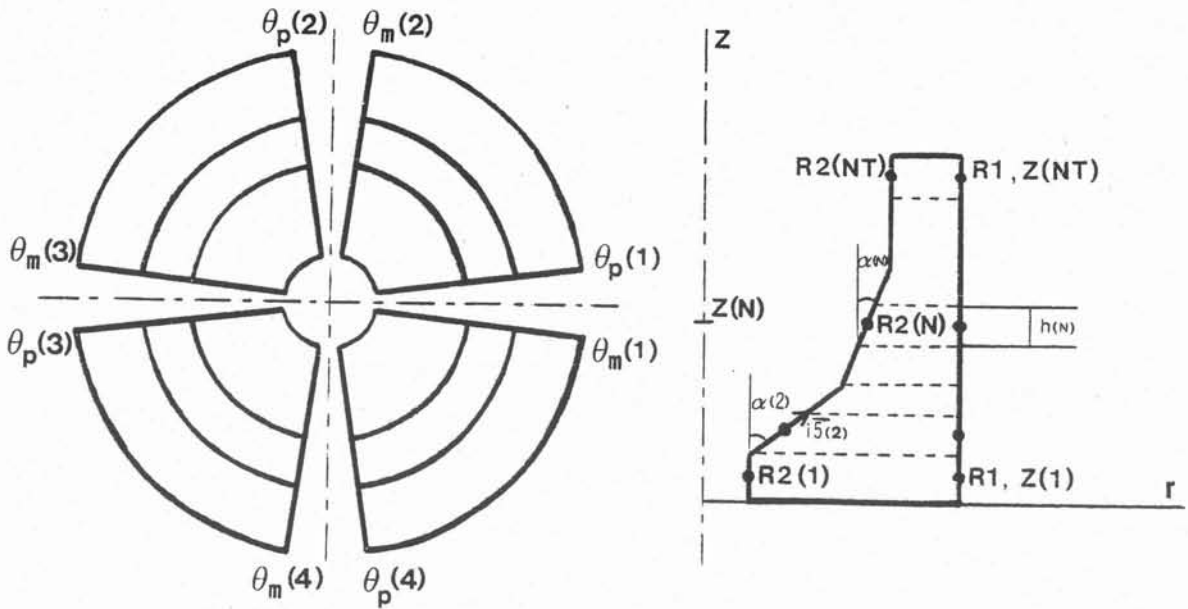 θp(2) θm(2)
θm(3) θp(1)
θp(3) θm(1)
θm(4) θp(4)
Z
R2(NT) R1, Z(NT)
α(N)
Z(N) R2(N) h(N)
α(2)
i5(2)
R2(1) R1, Z(1)
r